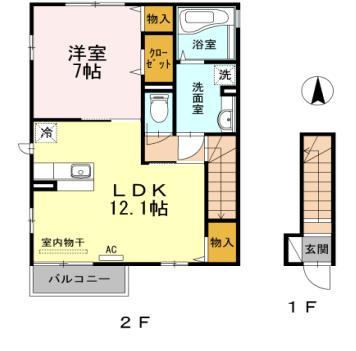 洋室
7帖
物入
クロー
ゼット
浴室
洗
洗面室
冷
LDK
12.1帖
室内物干
AC
物入
バルコニー
玄関
1F
2F